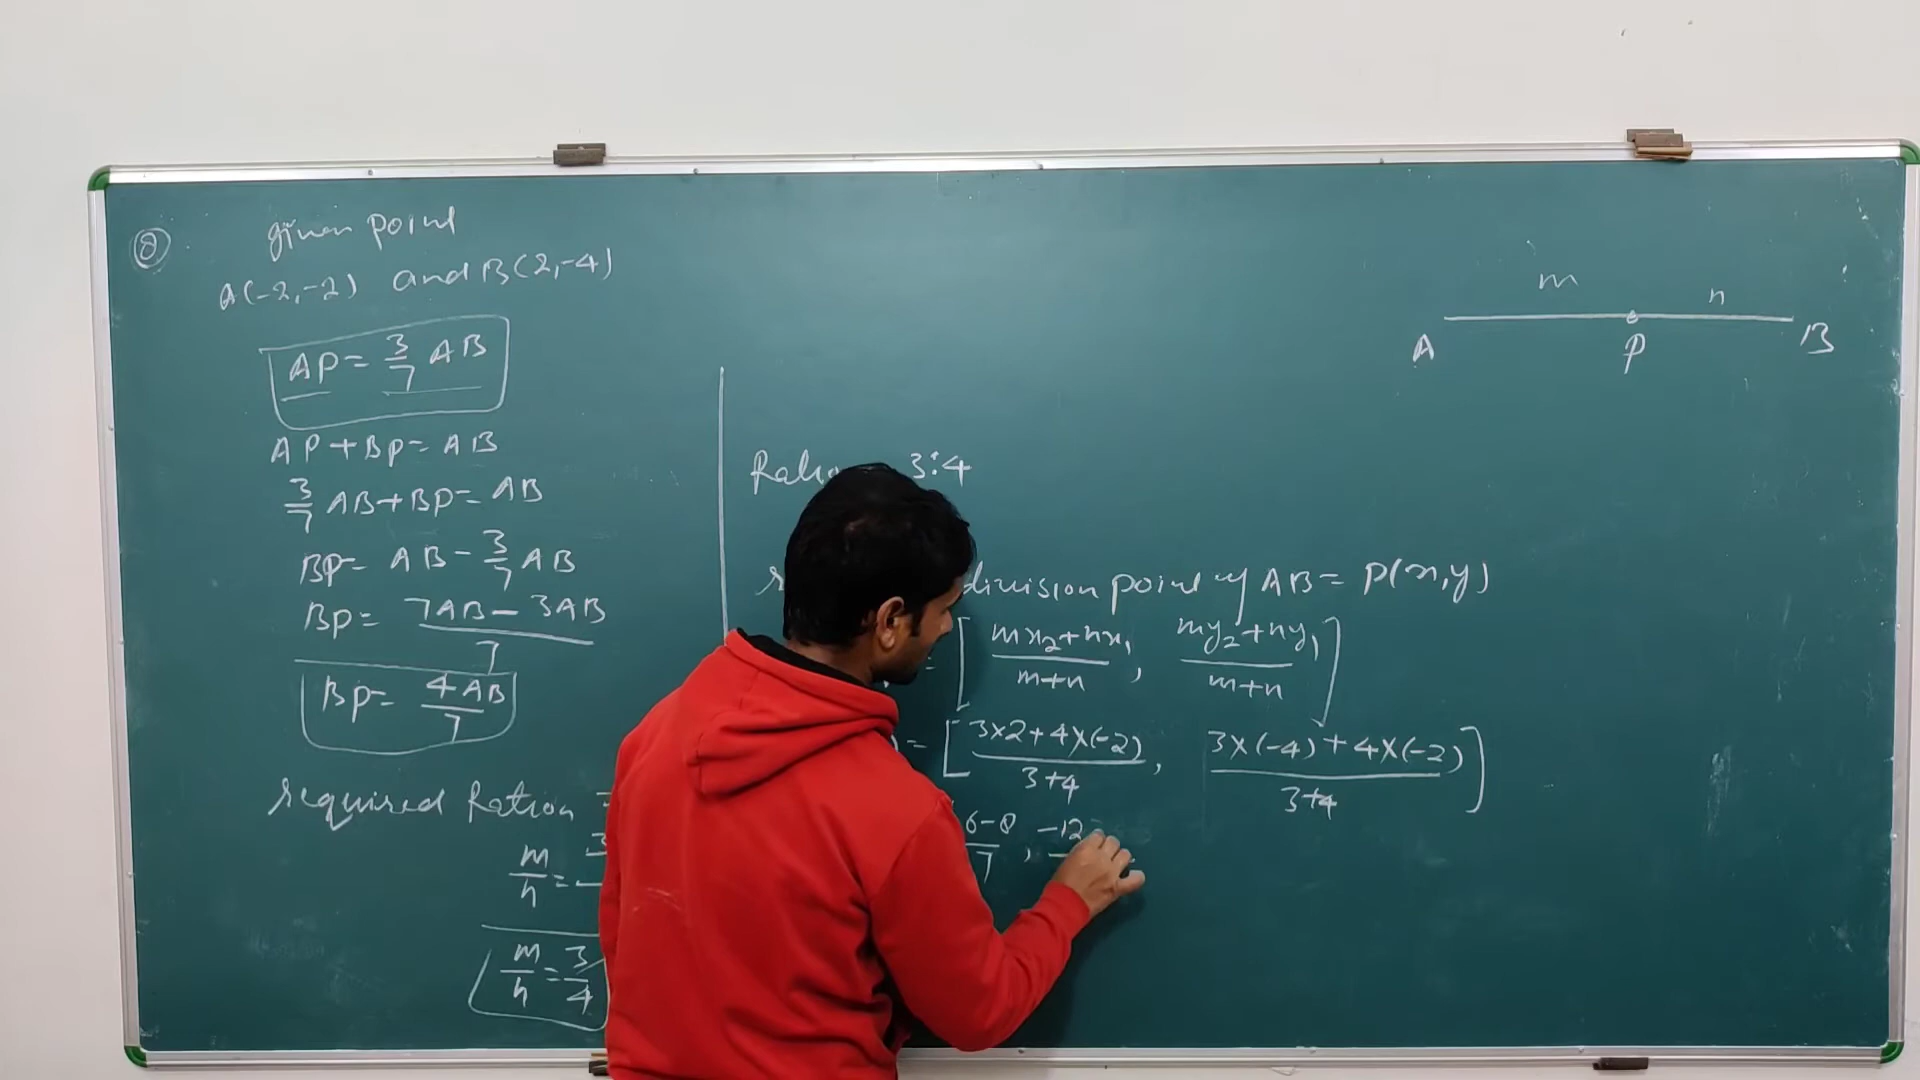 8.
given point
A(-2,-2) and B(2,-4)
AP = 3/7 AB
AP + BP = AB
3/7 AB + BP = AB
BP = AB - 3/7 AB
BP = (7AB - 3AB)/7
BP = 4AB/7
required Ration
m/n =
m/n = 3/4
m n
A P B
3:4
division point of AB = P(x,y)
= [(mx₂+nx₁)/(m+n), (my₂+ny₁)/(m+n)]
) = [(3×2+4×(-2))/(3+4), (3×(-4)+4×(-2))/(3+4)]
(6-8)/7, -12